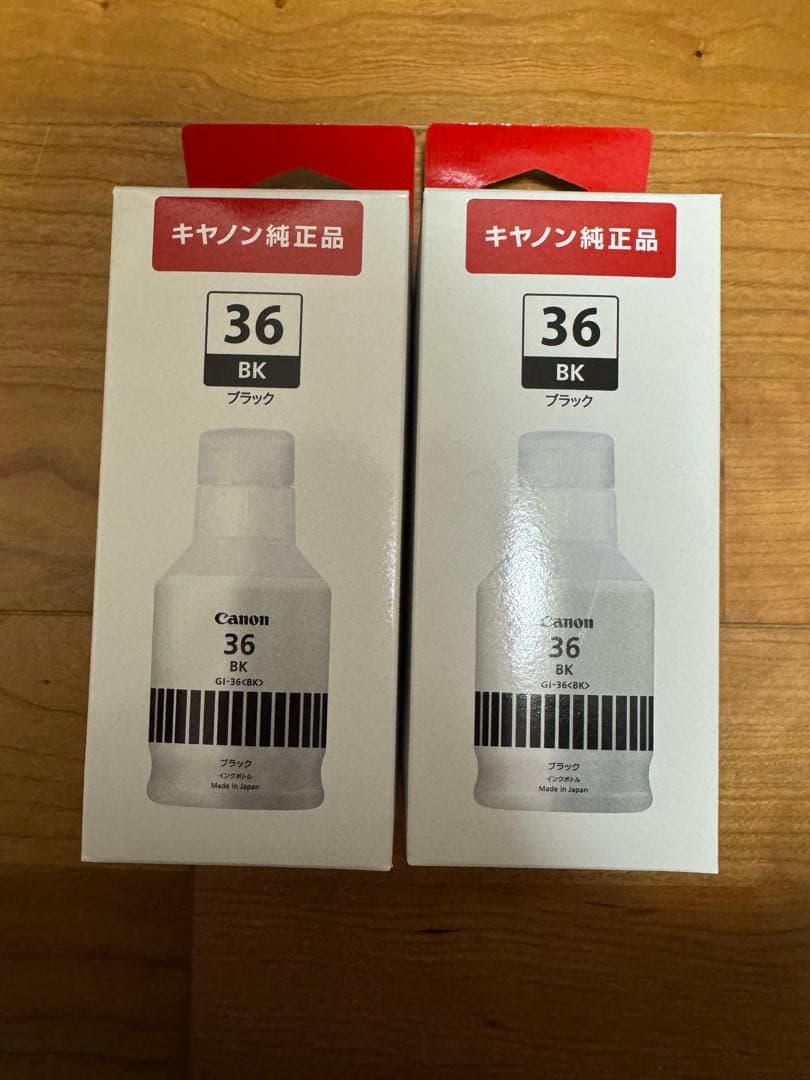 キヤノン純正品
36
BK
ブラック
Canon
36
BK
GI-36<BK>
ブラック
インクボトル
Made in Japan
キヤノン純正品
36
BK
ブラック
Canon
36
BK
GI-36<BK>
ブラック
インクボトル
Made in Japan